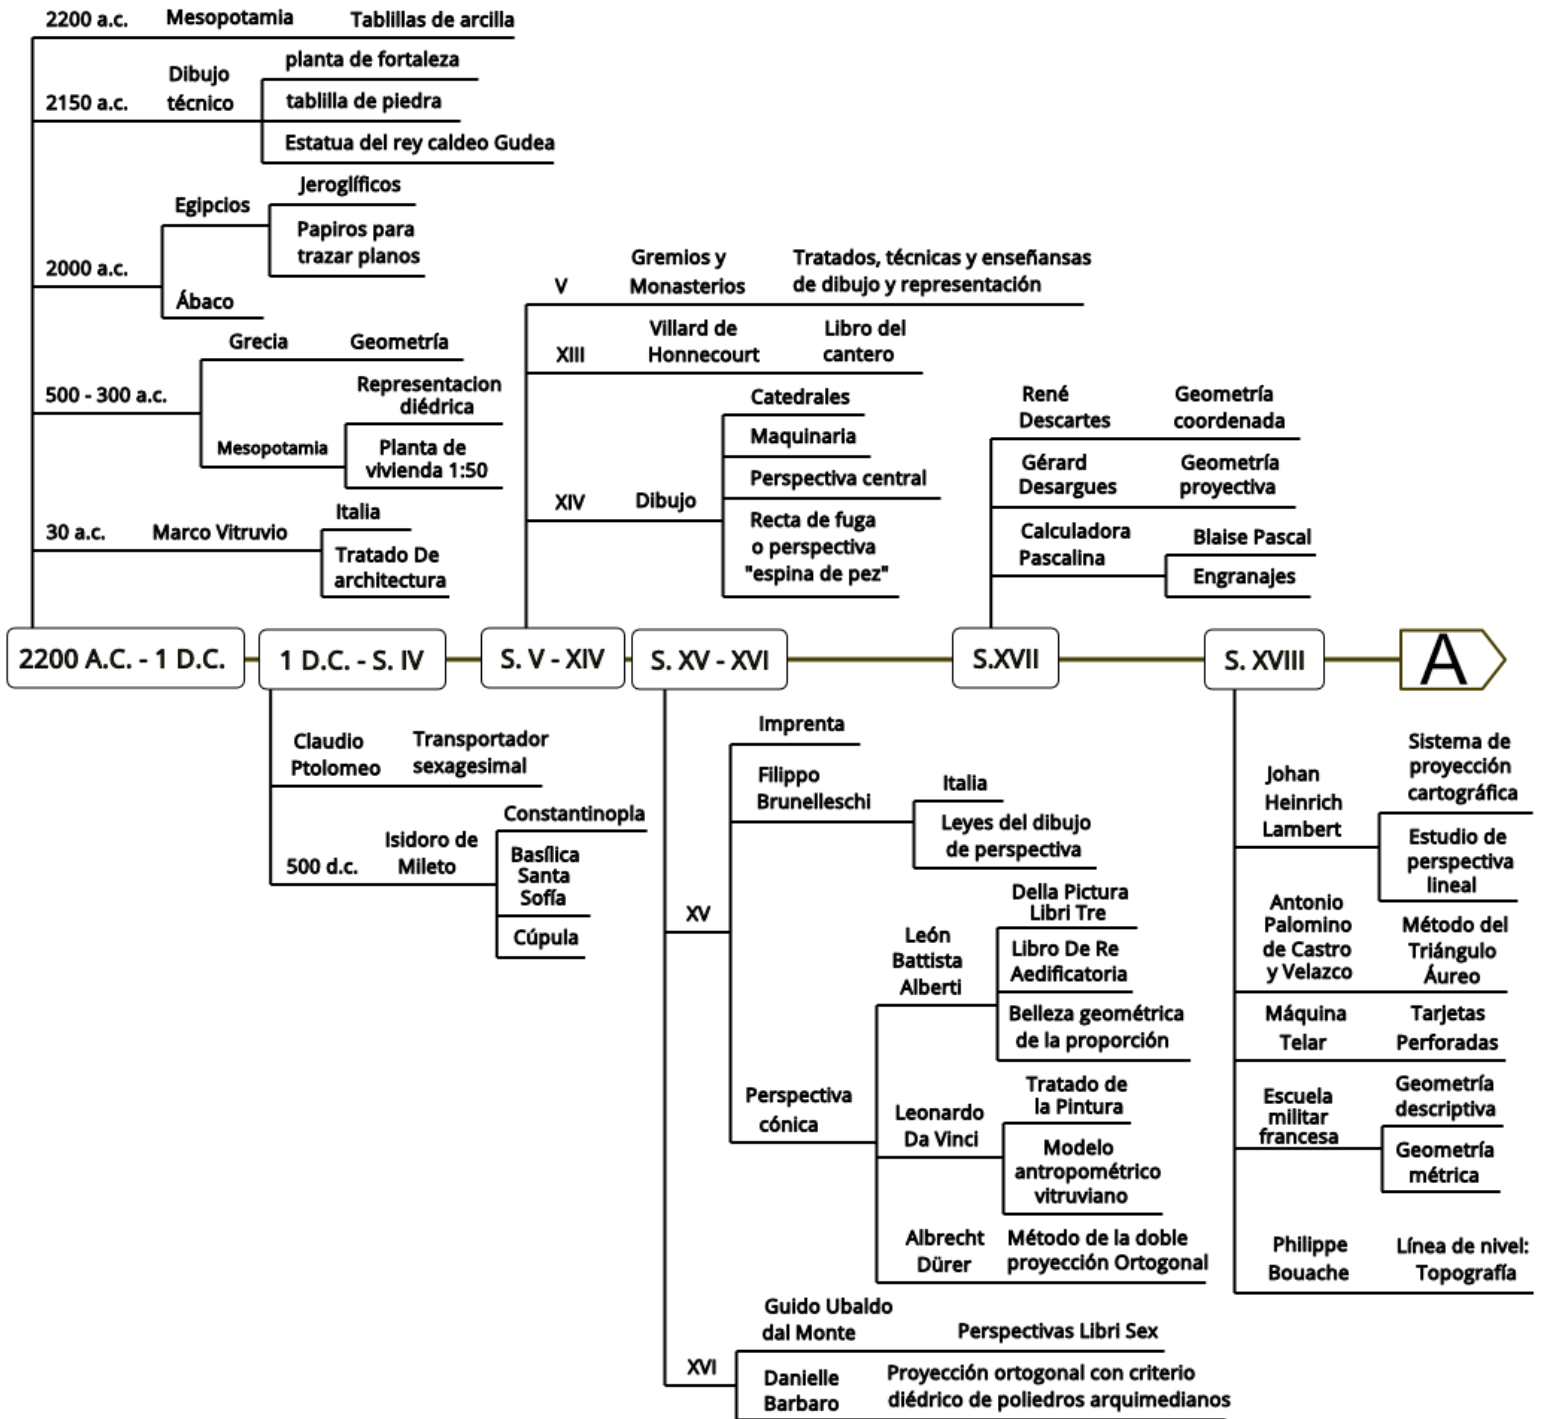 2200 a.c. Mesopotamia Tablillas de arcilla
2150 a.c.
Dibujo
técnico
planta de fortaleza
tablilla de piedra
Estatua del rey caldeo Gudea
2000 a.c.
Egipcios
Jeroglíficos
Papiros para
trazar planos
Ábaco
500 - 300 a.c.
Grecia Geometría
Mesopotamia
Representacion
diédrica
Planta de
vivienda 1:50
30 a.c. Marco Vitruvio
Italia
Tratado De
architectura
2200 A.C. - 1 D.C.
1 D.C. - S. IV
Claudio
Ptolomeo
Transportador
sexagesimal
500 d.c.
Isidoro de
Mileto
Constantinopla
Basílica
Santa
Sofía
Cúpula
S. V - XIV
V
Gremios y
Monasterios
Tratados, técnicas y enseñansas
de dibujo y representación
XIII
Villard de
Honnecourt
Libro del
cantero
XIV Dibujo
Catedrales
Maquinaria
Perspectiva central
Recta de fuga
o perspectiva
"espina de pez"
S. XV - XVI
XV
Imprenta
Filippo
Brunelleschi
Italia
Leyes del dibujo
de perspectiva
Perspectiva
cónica
León
Battista
Alberti
Della Pictura
Libri Tre
Libro De Re
Aedificatoria
Belleza geométrica
de la proporción
Leonardo
Da Vinci
Tratado de
la Pintura
Modelo
antropométrico
vitruviano
Albrecht
Dürer
Método de la doble
proyección Ortogonal
XVI
Guido Ubaldo
dal Monte
Perspectivas Libri Sex
Danielle
Barbaro
Proyección ortogonal con criterio
diédrico de poliedros arquimedianos
S.XVII
René
Descartes
Geometría
coordenada
Gérard
Desargues
Geometría
proyectiva
Calculadora
Pascalina
Blaise Pascal
Engranajes
S. XVIII
Johan
Heinrich
Lambert
Sistema de
proyección
cartográfica
Estudio de
perspectiva
lineal
Antonio
Palomino
de Castro
y Velazco
Método del
Triángulo
Áureo
Máquina
Telar
Tarjetas
Perforadas
Escuela
militar
francesa
Geometría
descriptiva
Geometría
métrica
Philippe
Bouache
Línea de nivel:
Topografía
A